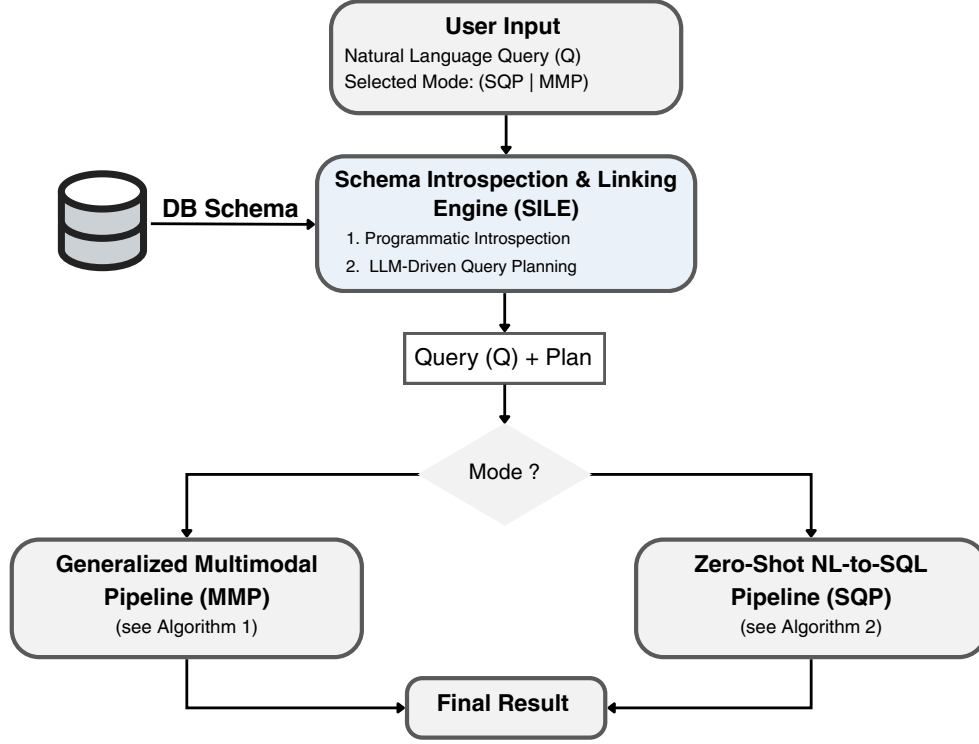 User Input
Natural Language Query (Q)
Selected Mode: (SQP | MMP)
DB Schema
Schema Introspection & Linking
Engine (SILE)
1. Programmatic Introspection
2. LLM-Driven Query Planning
Query (Q) + Plan
Mode ?
Generalized Multimodal
Pipeline (MMP)
(see Algorithm 1)
Zero-Shot NL-to-SQL
Pipeline (SQP)
(see Algorithm 2)
Final Result